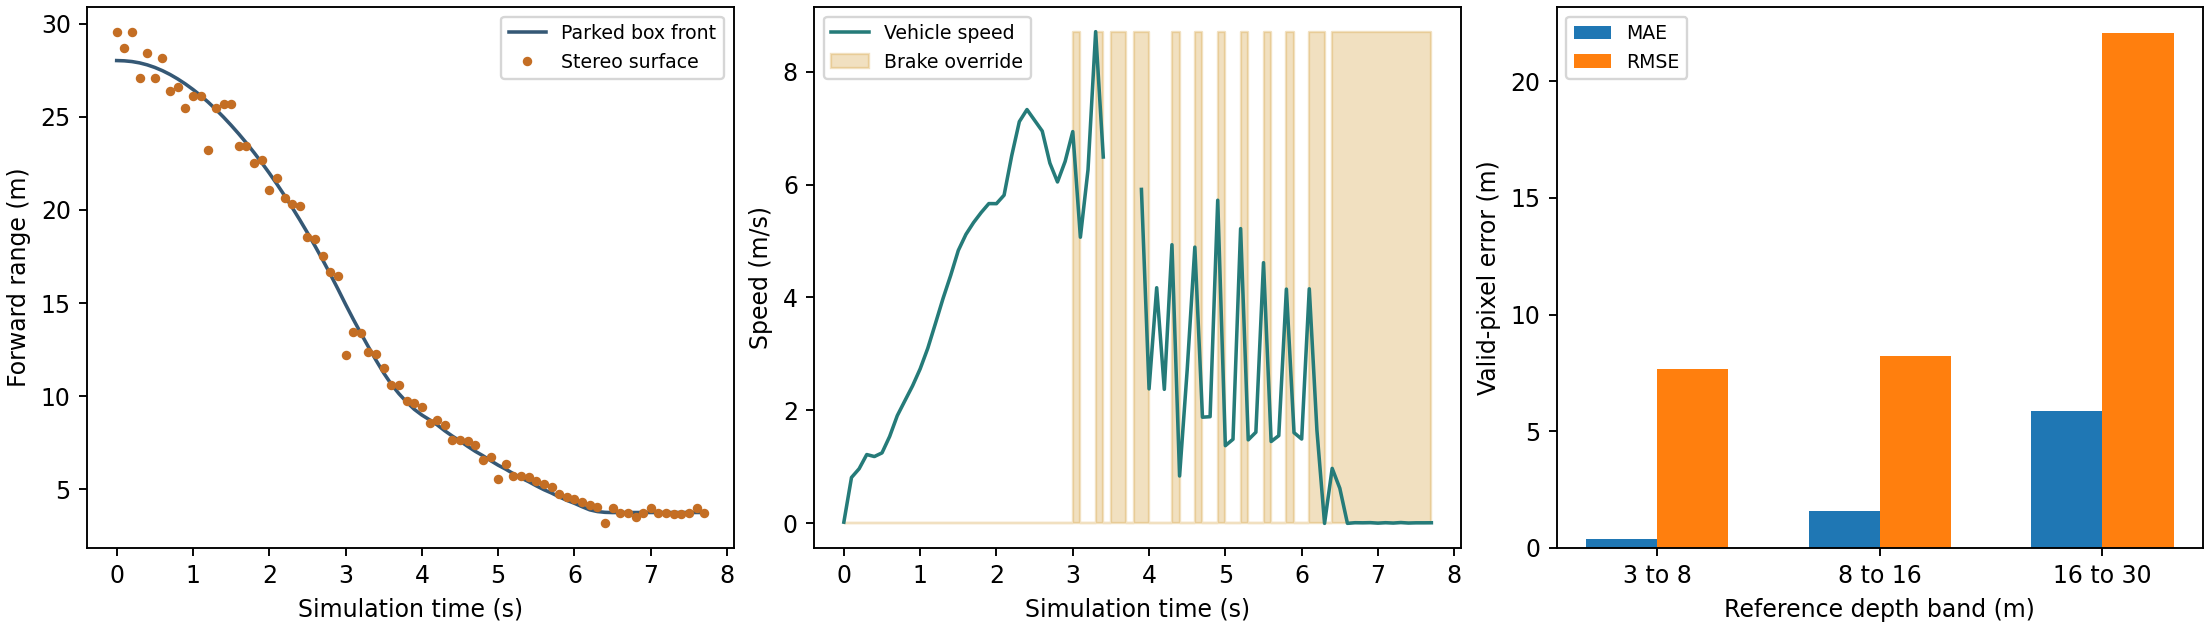 Forward range (m)
30
25
20
15
10
5
Parked box front
Stereo surface
0 1 2 3 4 5 6 7 8
Simulation time (s)
Speed (m/s)
8
6
4
2
0
Vehicle speed
Brake override
0 1 2 3 4 5 6 7 8
Simulation time (s)
Valid-pixel error (m)
20
15
10
5
0
MAE
RMSE
3 to 8 8 to 16 16 to 30
Reference depth band (m)